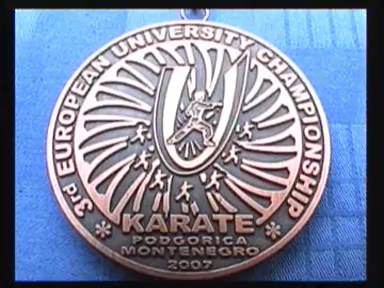 3rd EUROPEAN UNIVERSITY CHAMPIONSHIP
KARATE
PODGORICA
MONTENEGRO
2007